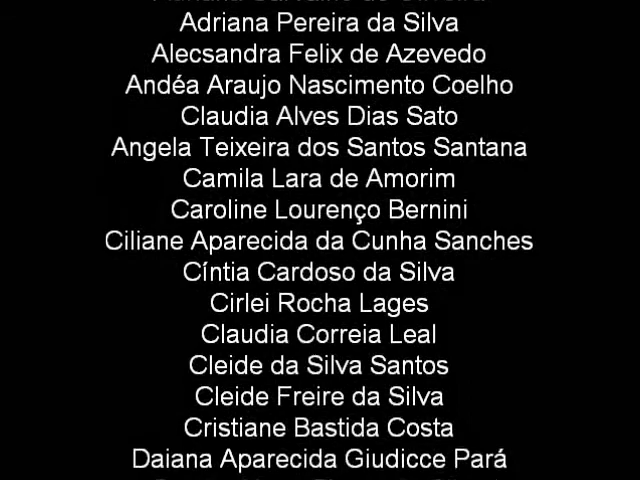 Adriana Pereira da Silva
Alecsandra Felix de Azevedo
Andéa Araujo Nascimento Coelho
Claudia Alves Dias Sato
Angela Teixeira dos Santos Santana
Camila Lara de Amorim
Caroline Lourenço Bernini
Ciliane Aparecida da Cunha Sanches
Cíntia Cardoso da Silva
Cirlei Rocha Lages
Claudia Correia Leal
Cleide da Silva Santos
Cleide Freire da Silva
Cristiane Bastida Costa
Daiana Aparecida Giudicce Pará